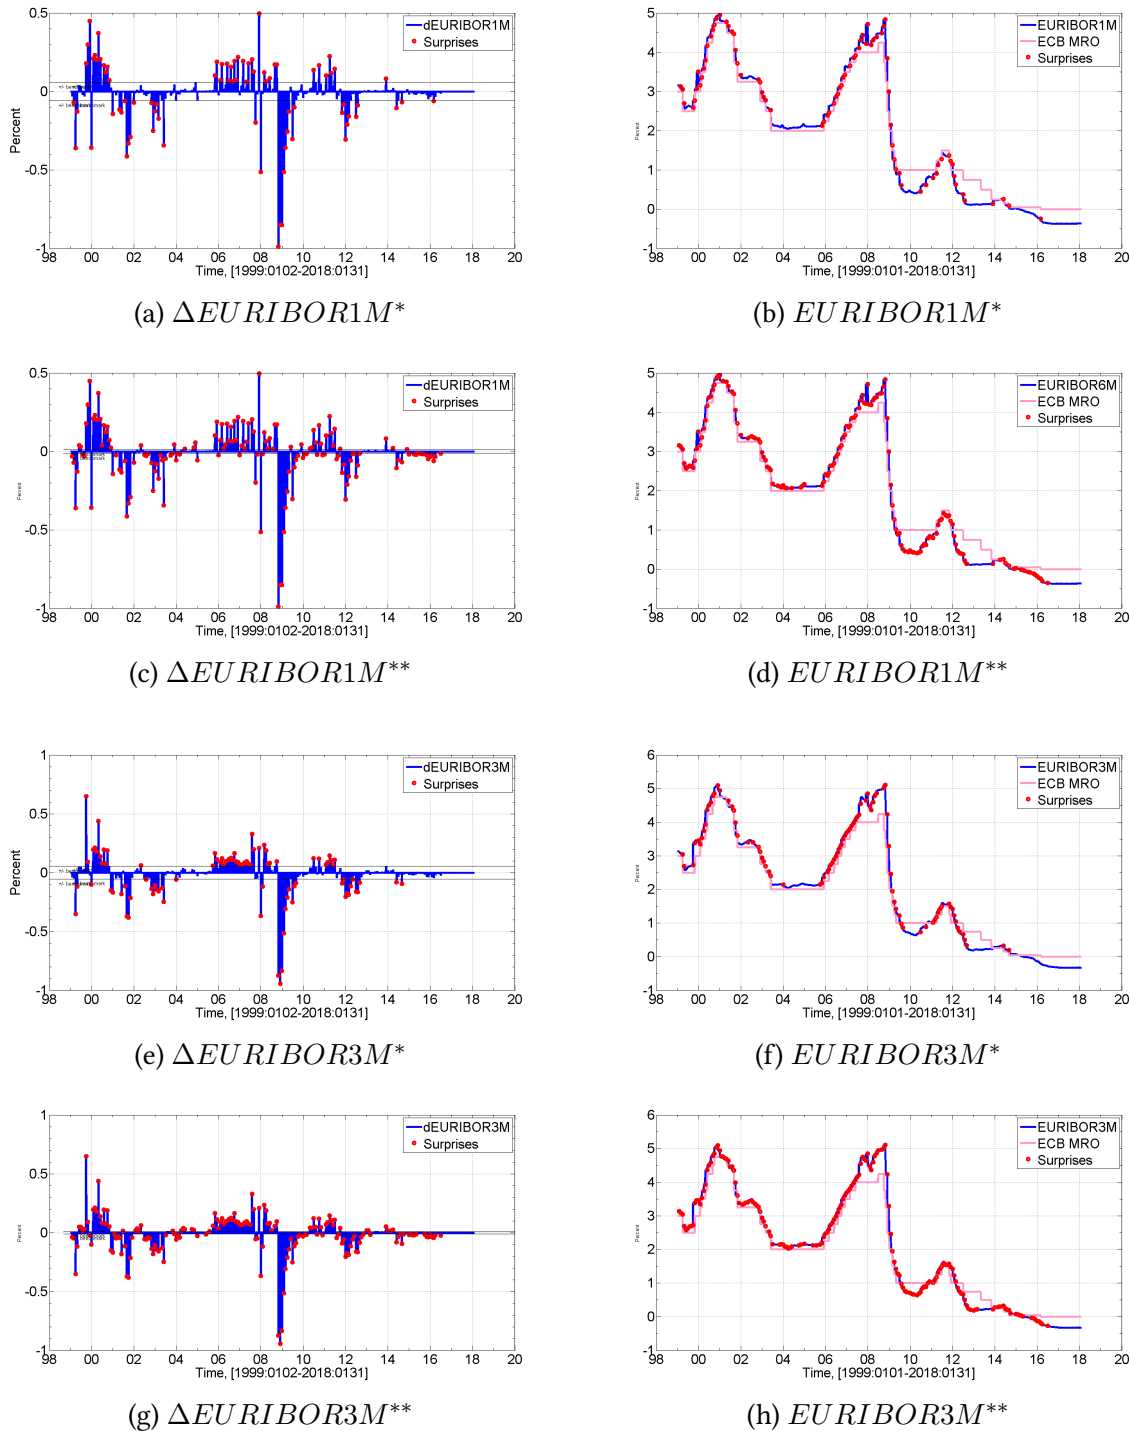 0.5
0
-0.5
-1
Percent
dEURIBOR1M
Surprises
+/- benchmark
98 00 02 04 06 08 10 12 14 16 18 20
Time, [1999:0102-2018:0131]
(a) ΔEURIBOR1M*
5
4
3
2
1
0
-1
Percent
EURIBOR1M
ECB MRO
Surprises
98 00 02 04 06 08 10 12 14 16 18 20
Time, [1999:0101-2018:0131]
(b) EURIBOR1M*
0.5
0
-0.5
-1
Percent
dEURIBOR1M
Surprises
98 00 02 04 06 08 10 12 14 16 18 20
Time, [1999:0102-2018:0131]
(c) ΔEURIBOR1M**
5
4
3
2
1
0
-1
Percent
EURIBOR6M
ECB MRO
Surprises
98 00 02 04 06 08 10 12 14 16 18 20
Time, [1999:0101-2018:0131]
(d) EURIBOR1M**
1
0.5
0
-0.5
-1
Percent
dEURIBOR3M
Surprises
+/- benchmark
98 00 02 04 06 08 10 12 14 16 18 20
Time, [1999:0102-2018:0131]
(e) ΔEURIBOR3M*
6
5
4
3
2
1
0
-1
Percent
EURIBOR3M
ECB MRO
Surprises
98 00 02 04 06 08 10 12 14 16 18 20
Time, [1999:0101-2018:0131]
(f) EURIBOR3M*
1
0.5
0
-0.5
-1
Percent
dEURIBOR3M
Surprises
98 00 02 04 06 08 10 12 14 16 18 20
Time, [1999:0102-2018:0131]
(g) ΔEURIBOR3M**
6
5
4
3
2
1
0
-1
Percent
EURIBOR3M
ECB MRO
Surprises
98 00 02 04 06 08 10 12 14 16 18 20
Time, [1999:0101-2018:0131]
(h) EURIBOR3M**